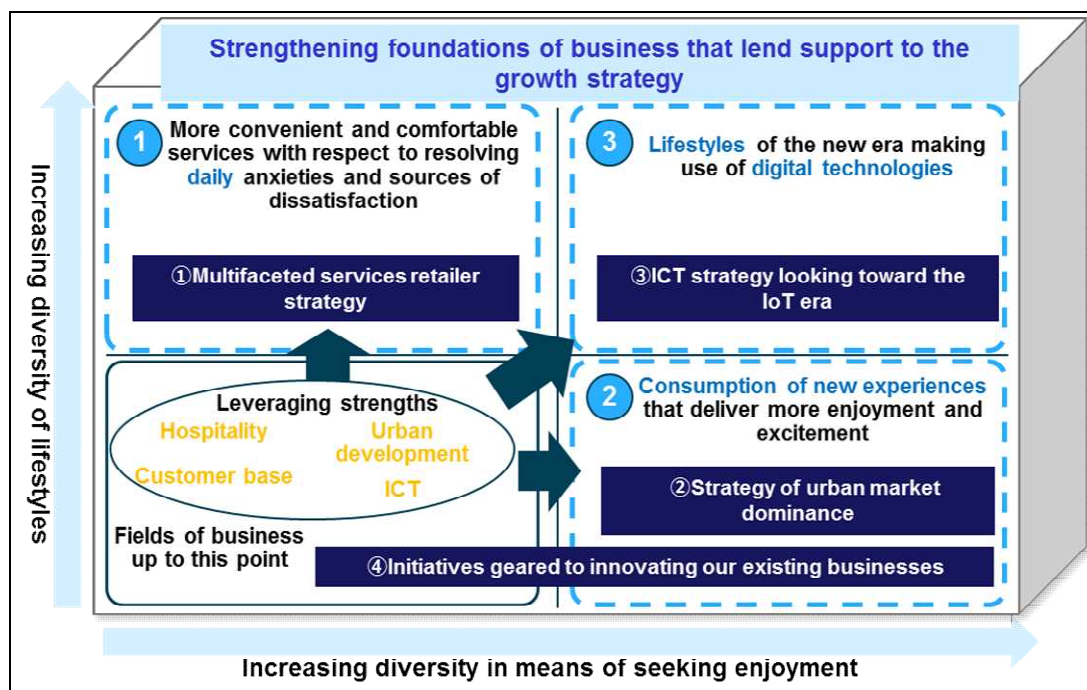 Strengthening foundations of business that lend support to the
growth strategy
Increasing diversity of lifestyles
1
More convenient and comfortable
services with respect to resolving
daily anxieties and sources of
dissatisfaction
①Multifaceted services retailer
strategy
3
Lifestyles of the new era making
use of digital technologies
③ICT strategy looking toward the
IoT era
Leveraging strengths
Hospitality
Urban
development
Customer base
ICT
Fields of business
up to this point
2
Consumption of new experiences
that deliver more enjoyment and
excitement
②Strategy of urban market
dominance
④Initiatives geared to innovating our existing businesses
Increasing diversity in means of seeking enjoyment